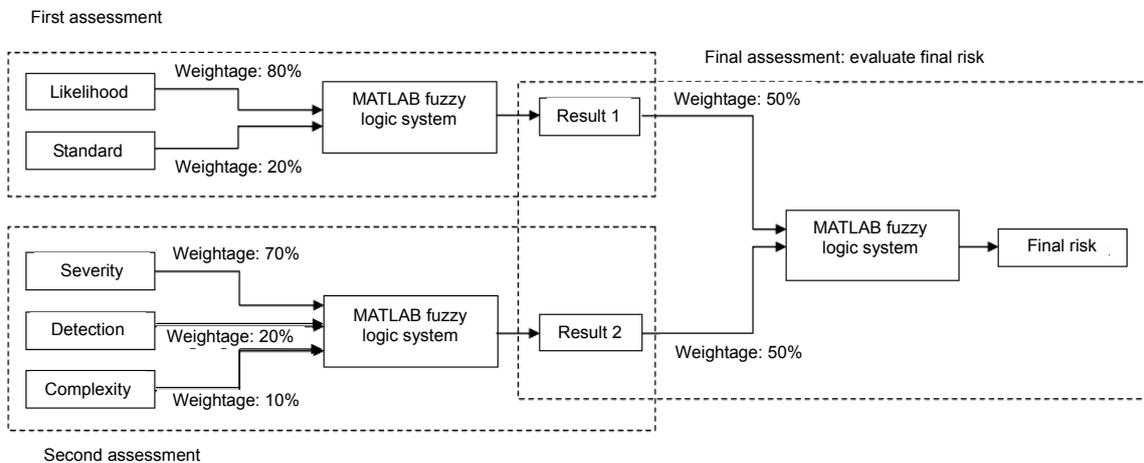 First assessment
Final assessment: evaluate final risk
Weightage: 80%
Likelihood
MATLAB fuzzy
logic system
Result 1
Weightage: 50%
Standard
Weightage: 20%
MATLAB fuzzy
logic system
Final risk
Weightage: 70%
Severity
MATLAB fuzzy
logic system
Detection
Weightage: 20%
Result 2
Weightage: 50%
Complexity
Weightage: 10%
Second assessment